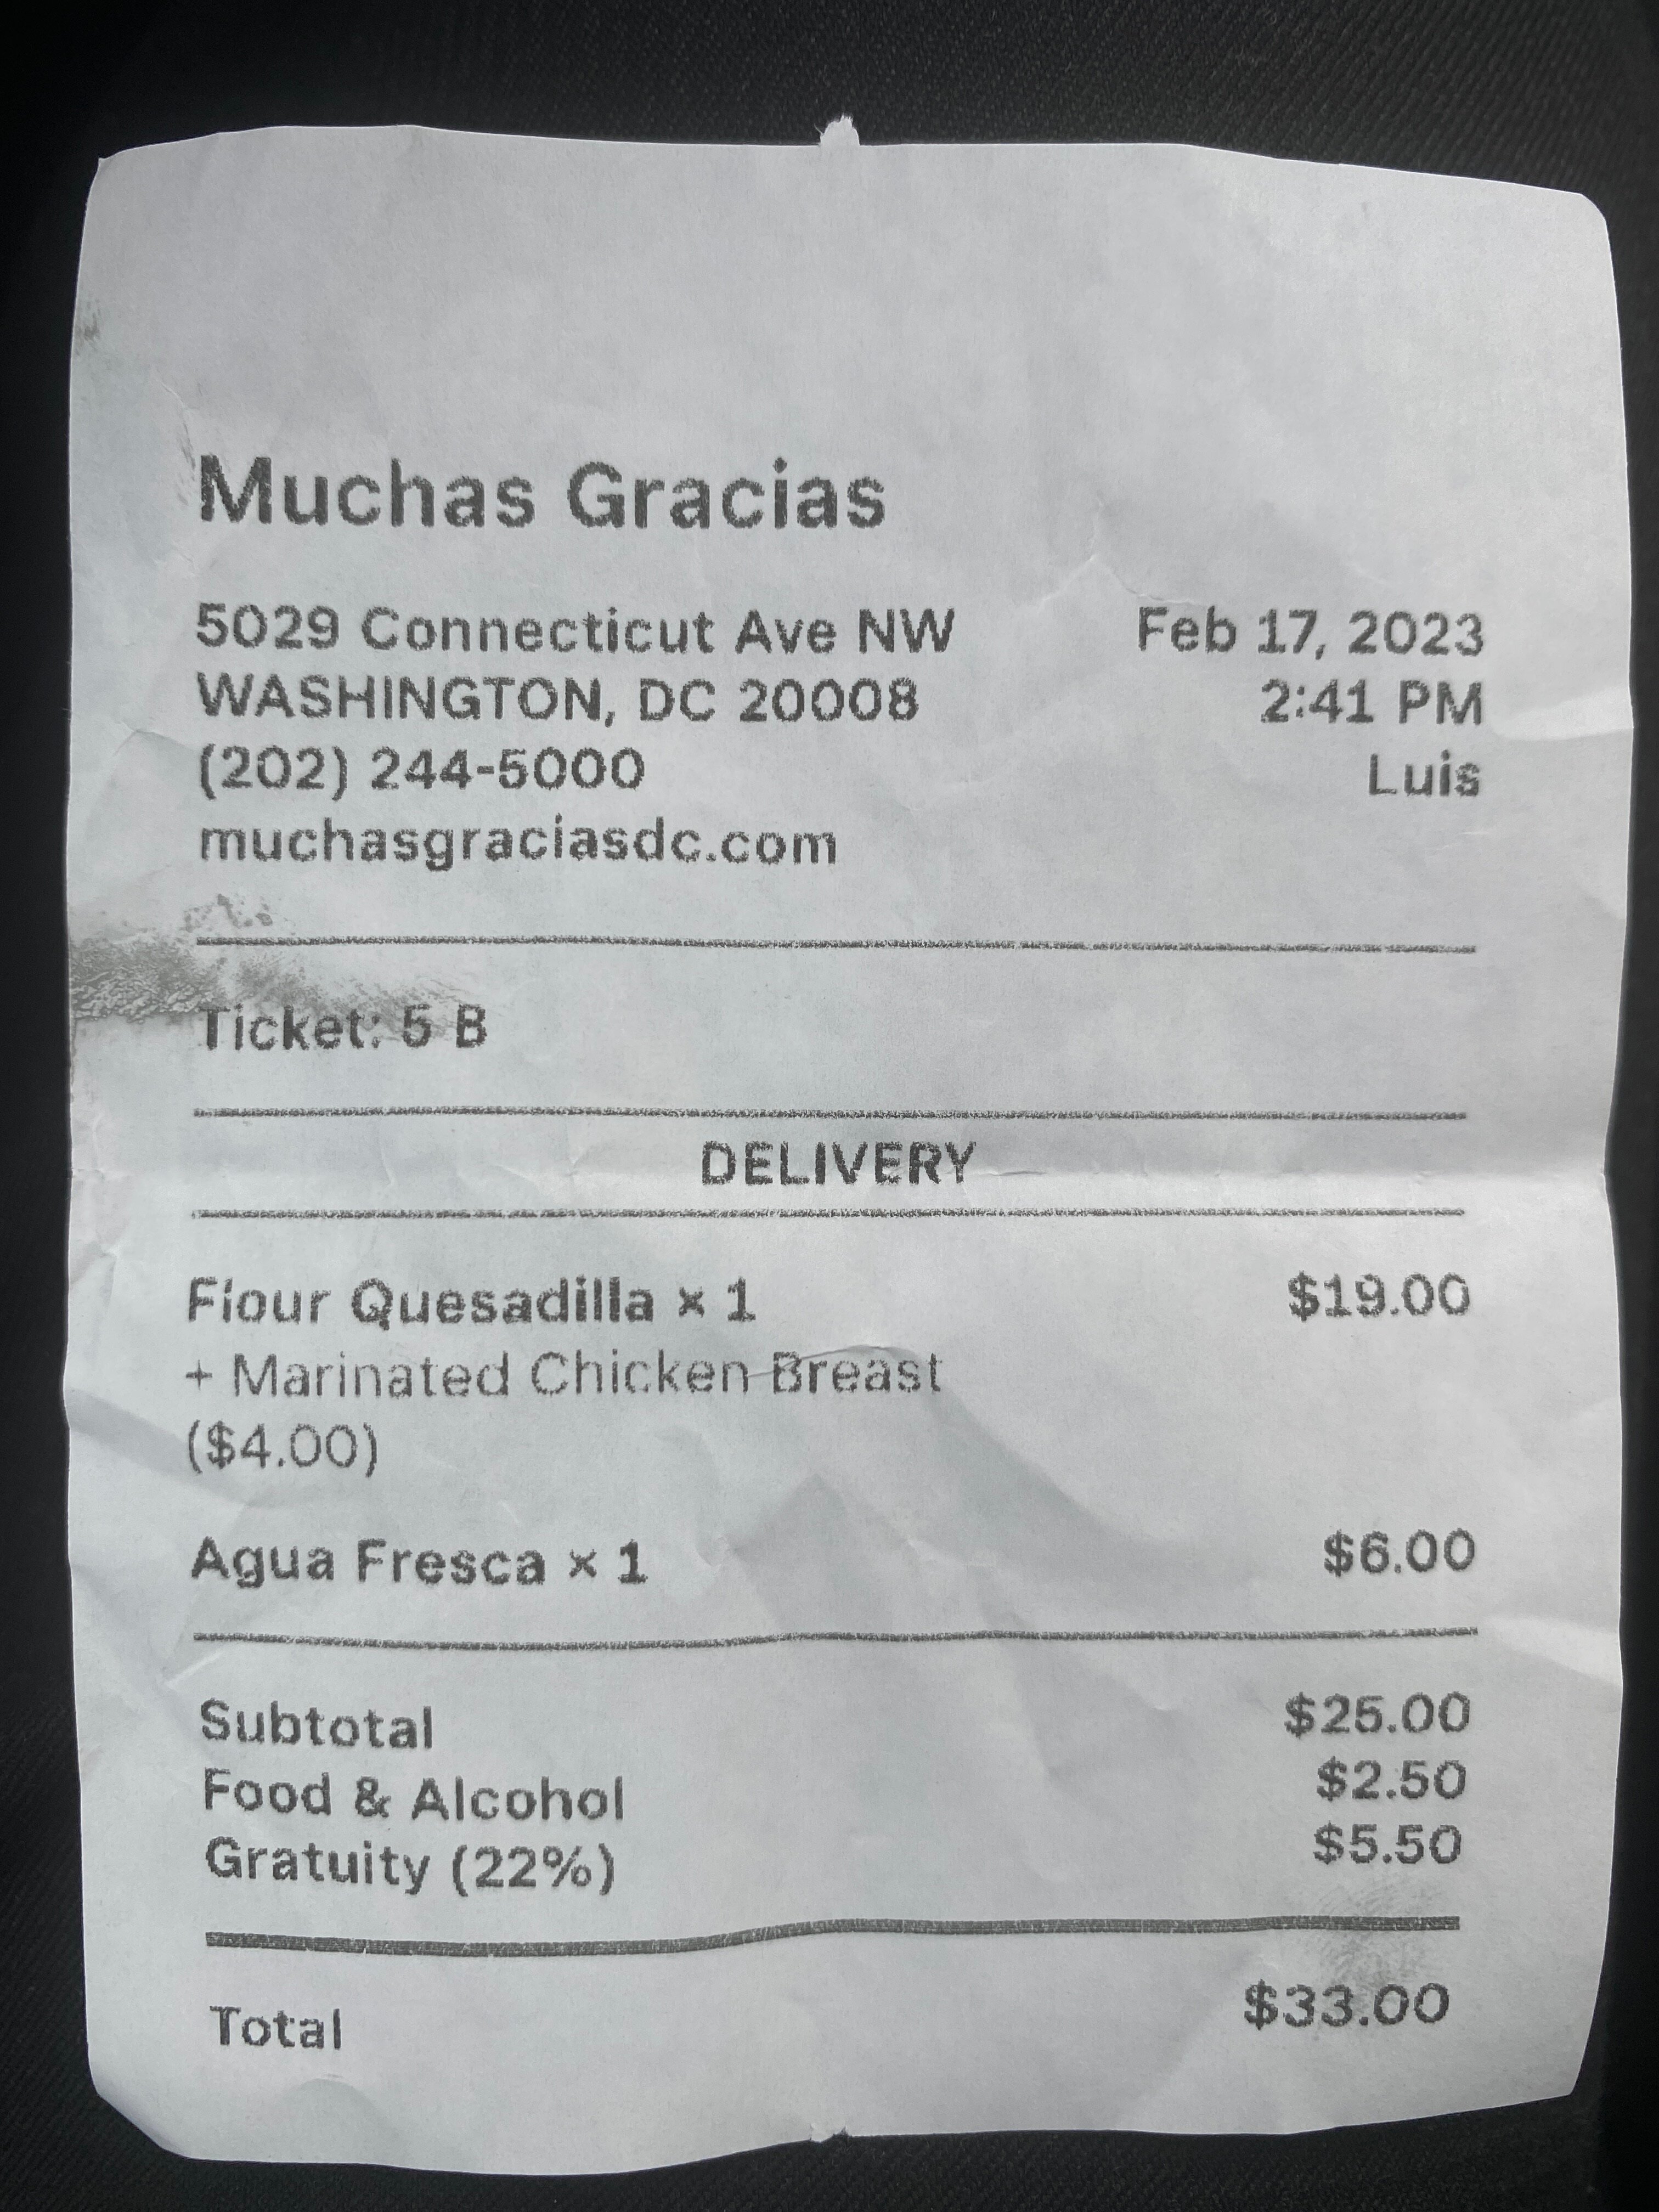 Muchas Gracias
5029 Connecticut Ave NW Feb 17, 2023
WASHINGTON, DC 20008 2:41 PM
(202) 244-5000 Luis
muchasgraciasdc.com
Ticket: 5 B
DELIVERY
Flour Quesadilla × 1 $19.00
+ Marinated Chicken Breast
($4.00)
Agua Fresca × 1 $6.00
Subtotal $25.00
Food & Alcohol $2.50
Gratuity (22%) $5.50
Total $33.00